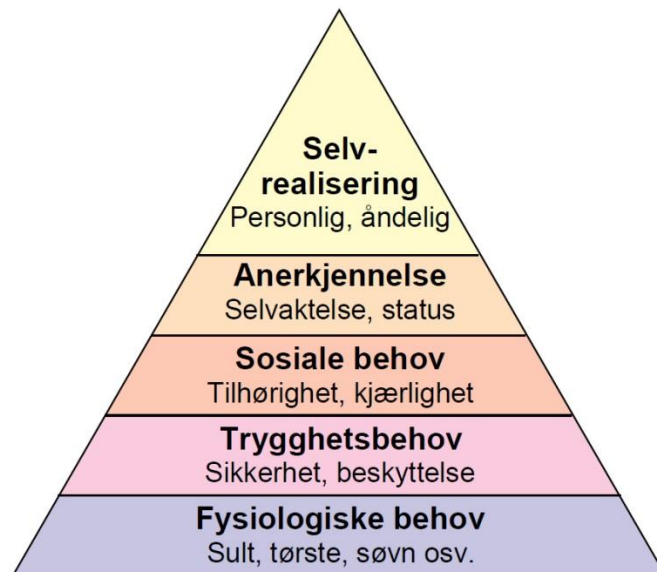 Selv-
realisering
Personlig, åndelig
Anerkjennelse
Selvaktelse, status
Sosiale behov
Tilhørighet, kjærlighet
Trygghetsbehov
Sikkerhet, beskyttelse
Fysiologiske behov
Sult, tørste, søvn osv.